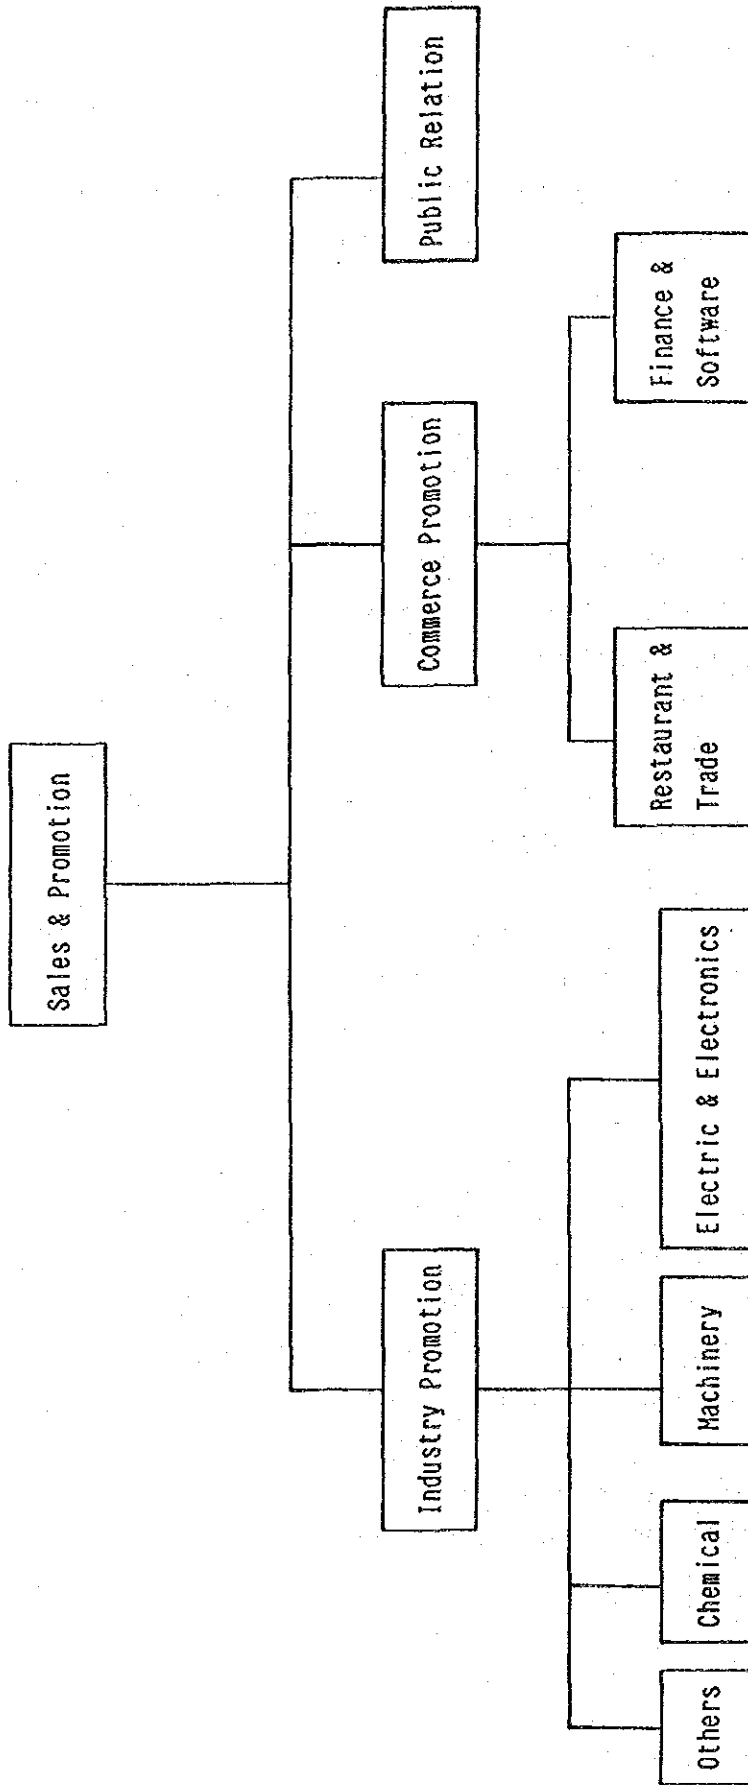 Sales & Promotion
Industry Promotion
Commerce Promotion
Public Relation
Others
Chemical
Machinery
Electric & Electronics
Restaurant &
Trade
Finance &
Software